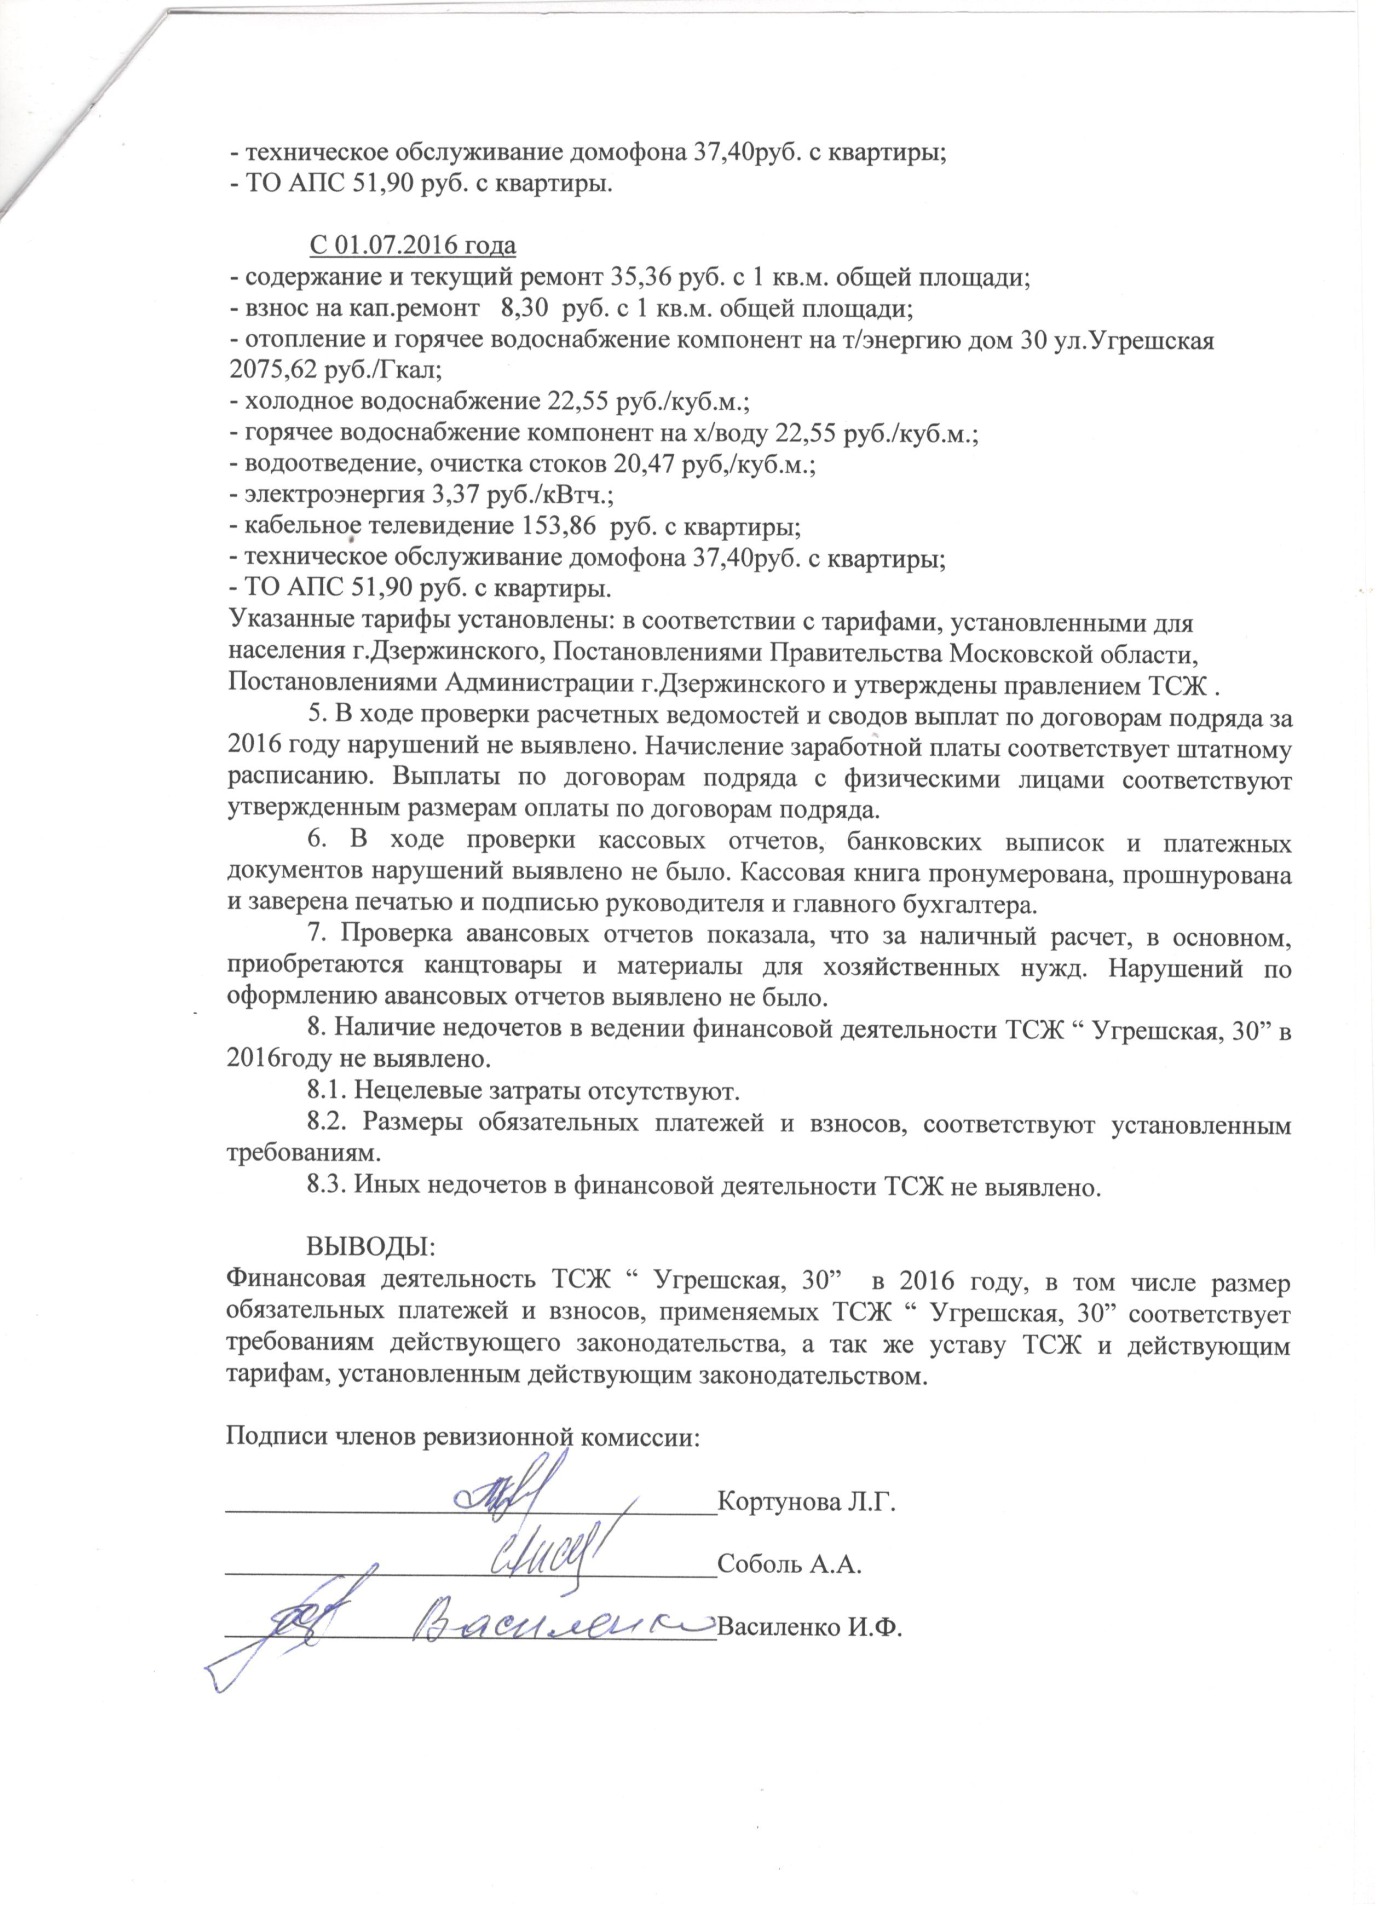 - техническое обслуживание домофона 37,40руб. с квартиры;
- ТО АПС 51,90 руб. с квартиры.
С 01.07.2016 года
- содержание и текущий ремонт 35,36 руб. с 1 кв.м. общей площади;
- взнос на кап.ремонт 8,30 руб. с 1 кв.м. общей площади;
- отопление и горячее водоснабжение компонент на т/энергию дом 30 ул.Угрешская
2075,62 руб./Гкал;
- холодное водоснабжение 22,55 руб./куб.м.;
- горячее водоснабжение компонент на х/воду 22,55 руб./куб.м.;
- водоотведение, очистка стоков 20,47 руб,/куб.м.;
- электроэнергия 3,37 руб./кВтч.;
- кабельное телевидение 153,86 руб. с квартиры;
- техническое обслуживание домофона 37,40руб. с квартиры;
- ТО АПС 51,90 руб. с квартиры.
Указанные тарифы установлены: в соответствии с тарифами, установленными для
населения г.Дзержинского, Постановлениями Правительства Московской области,
Постановлениями Администрации г.Дзержинского и утверждены правлением ТСЖ .
5. В ходе проверки расчетных ведомостей и сводов выплат по договорам подряда за
2016 году нарушений не выявлено. Начисление заработной платы соответствует штатному
расписанию. Выплаты по договорам подряда с физическими лицами соответствуют
утвержденным размерам оплаты по договорам подряда.
6. В ходе проверки кассовых отчетов, банковских выписок и платежных
документов нарушений выявлено не было. Кассовая книга пронумерована, прошнурована
и заверена печатью и подписью руководителя и главного бухгалтера.
7. Проверка авансовых отчетов показала, что за наличный расчет, в основном,
приобретаются канцтовары и материалы для хозяйственных нужд. Нарушений по
оформлению авансовых отчетов выявлено не было.
8. Наличие недочетов в ведении финансовой деятельности ТСЖ “ Угрешская, 30” в
2016году не выявлено.
8.1. Нецелевые затраты отсутствуют.
8.2. Размеры обязательных платежей и взносов, соответствуют установленным
требованиям.
8.3. Иных недочетов в финансовой деятельности ТСЖ не выявлено.
ВЫВОДЫ:
Финансовая деятельность ТСЖ “ Угрешская, 30” в 2016 году, в том числе размер
обязательных платежей и взносов, применяемых ТСЖ “ Угрешская, 30” соответствует
требованиям действующего законодательства, а так же уставу ТСЖ и действующим
тарифам, установленным действующим законодательством.
Подписи членов ревизионной комиссии:
Кортунова Л.Г.
Соболь А.А.
Василенко Василенко И.Ф.